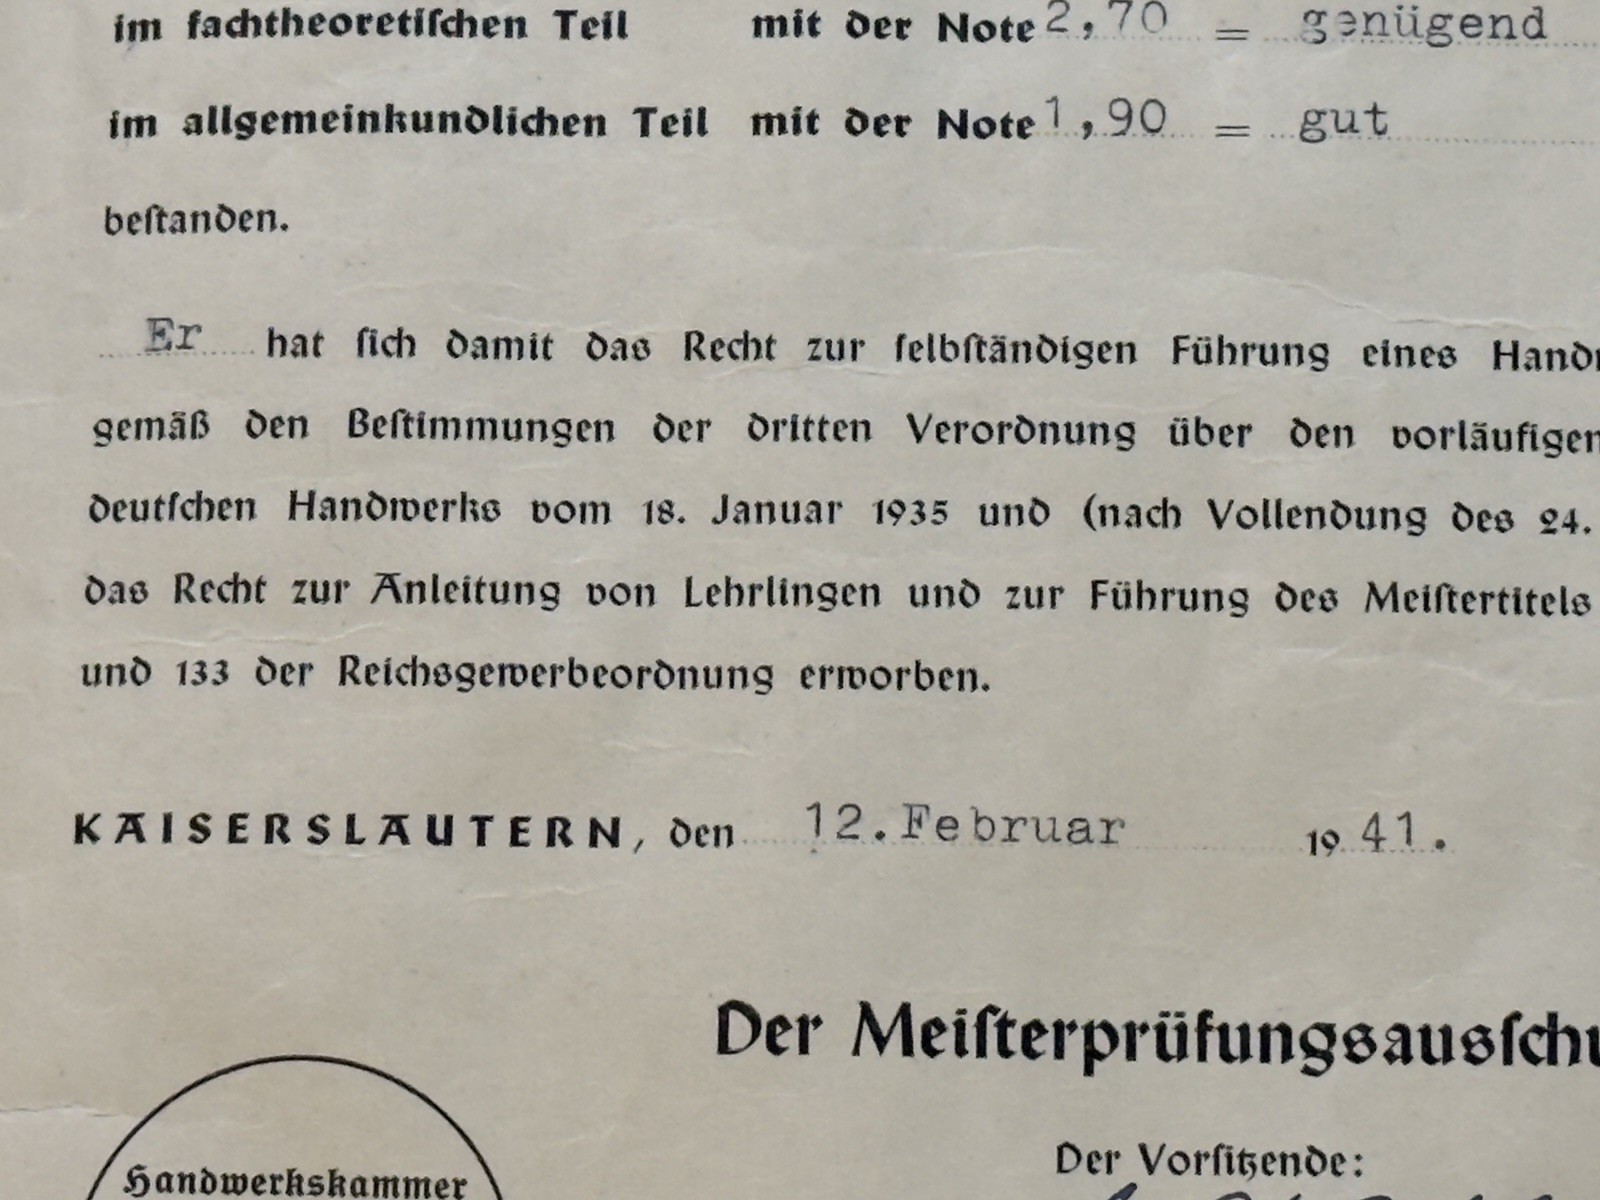 im fachtheoretiſchen Teil mit der Note 2,70 = genügend
im allgemeinkundlichen Teil mit der Note 1,90 = gut
beſtanden.
Er hat ſich damit das Recht zur ſelbſtändigen Führung eines
gemäß den Beſtimmungen der dritten Verordnung über den vorläufigen
deutſchen Handwerks vom 18. Januar 1935 und (nach Vollendung des 24.
das Recht zur Anleitung von Lehrlingen und zur Führung des Meiſtertitels
und 133 der Reichsgewerbeordnung erworben.
KAISERSLAUTERN, den 12.Februar 1941.
Der Meiſterprüfungsausſchu
Der Vorſitzende:
Handwerkskammer